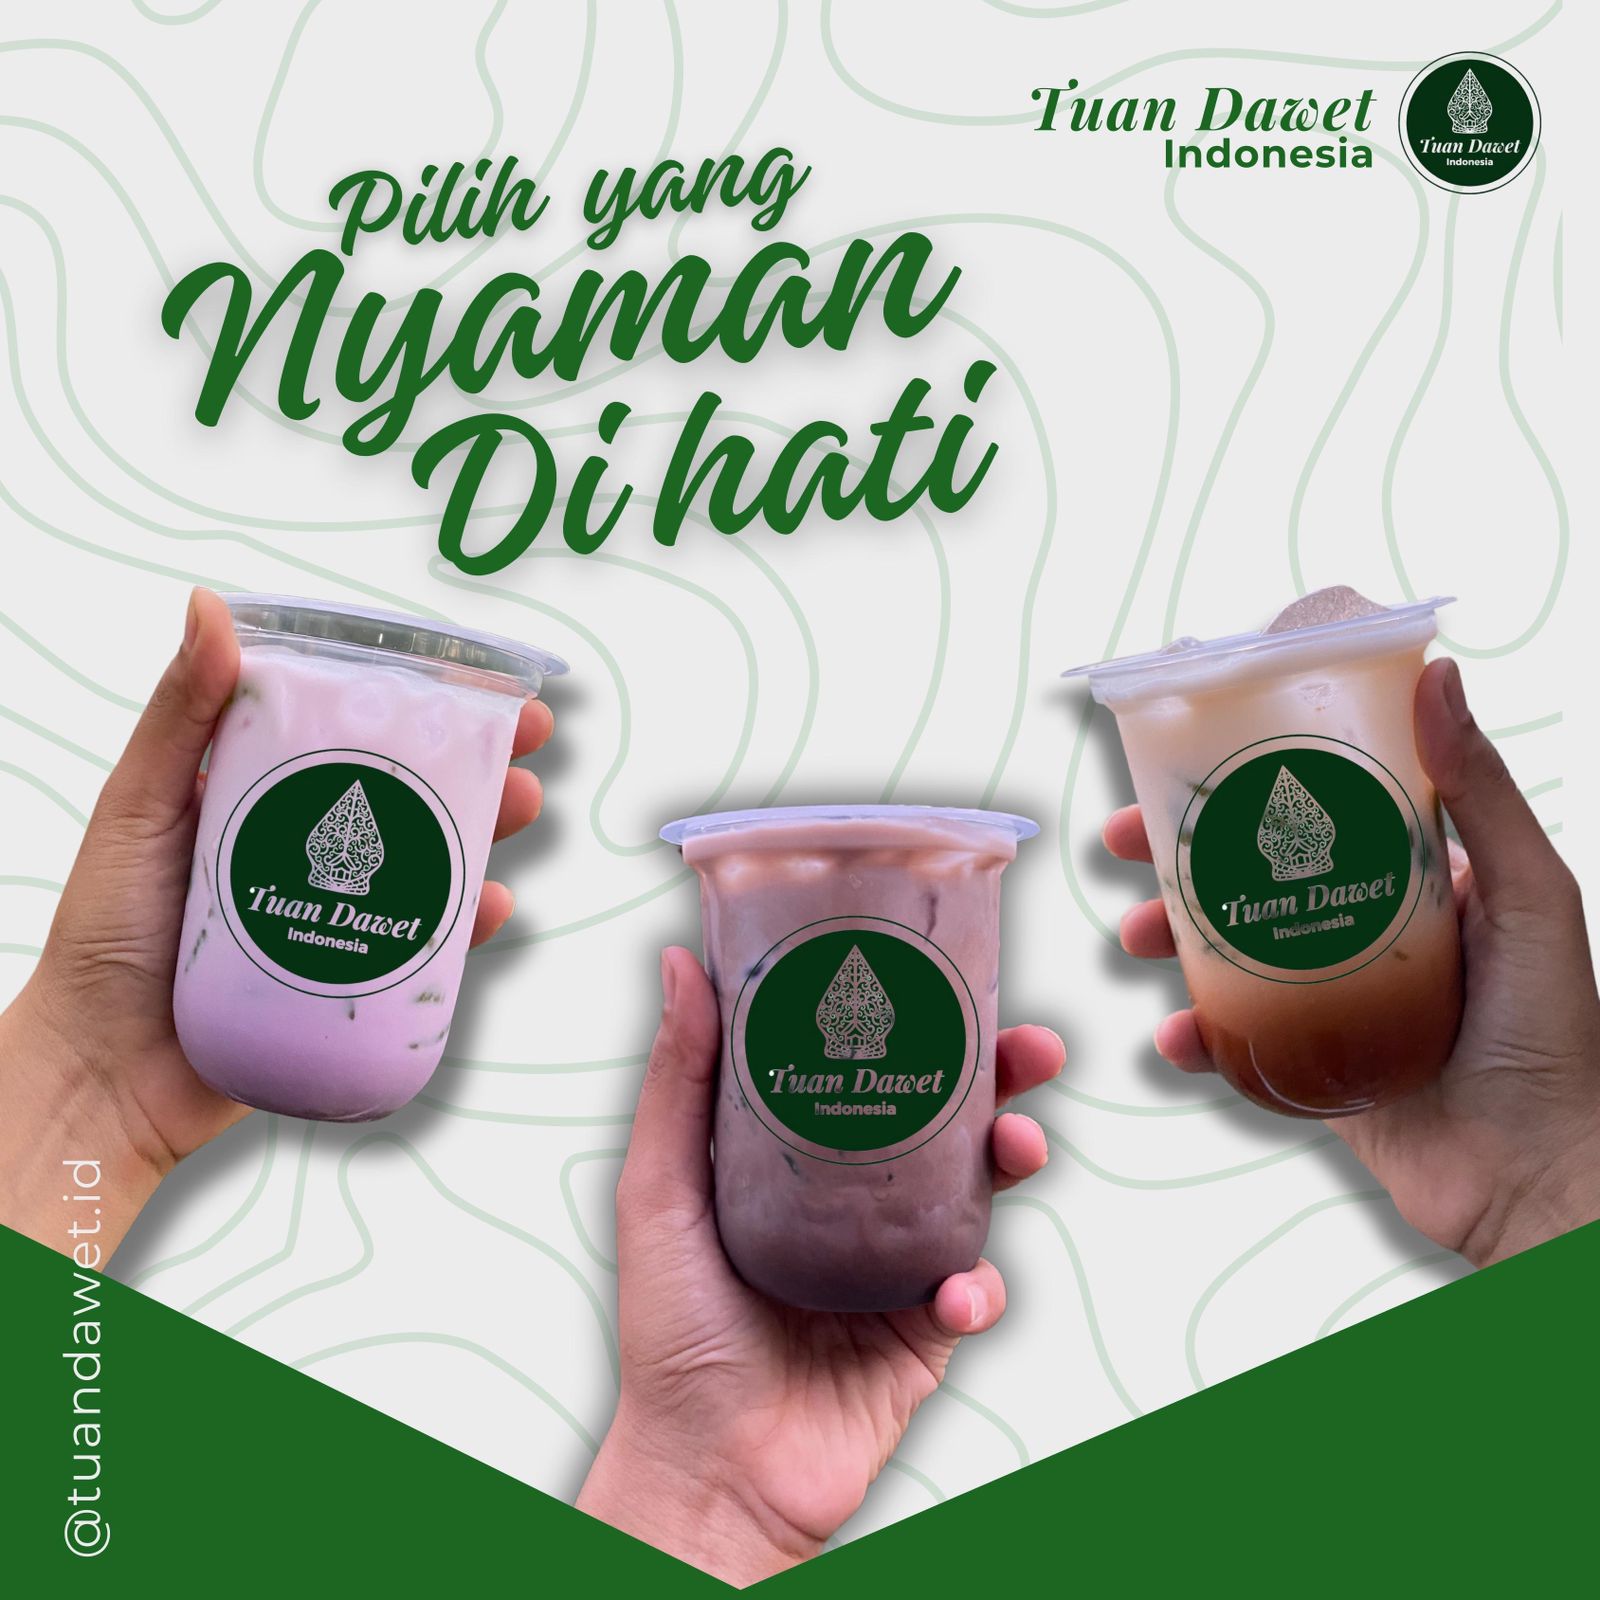 Tuan Dawet
Indonesia
Tuan Dawet
Indonesia
Pilih yang
Nyaman
Di hati
Tuan Dawet
Indonesia
Tuan Dawet
Indonesia
Tuan Dawet
Indonesia
@tuandawet.id